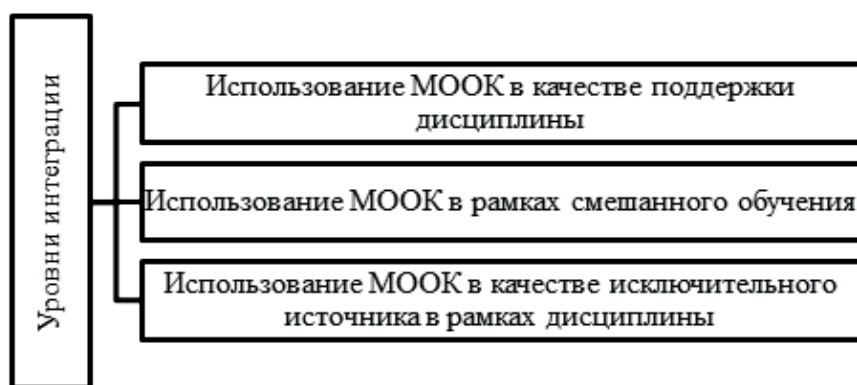 Уровни интеграции
Использование МООК в качестве поддержки
дисциплины
Использование МООК в рамках смешанного обучения
Использование МООК в качестве исключительного
источника в рамках дисциплины